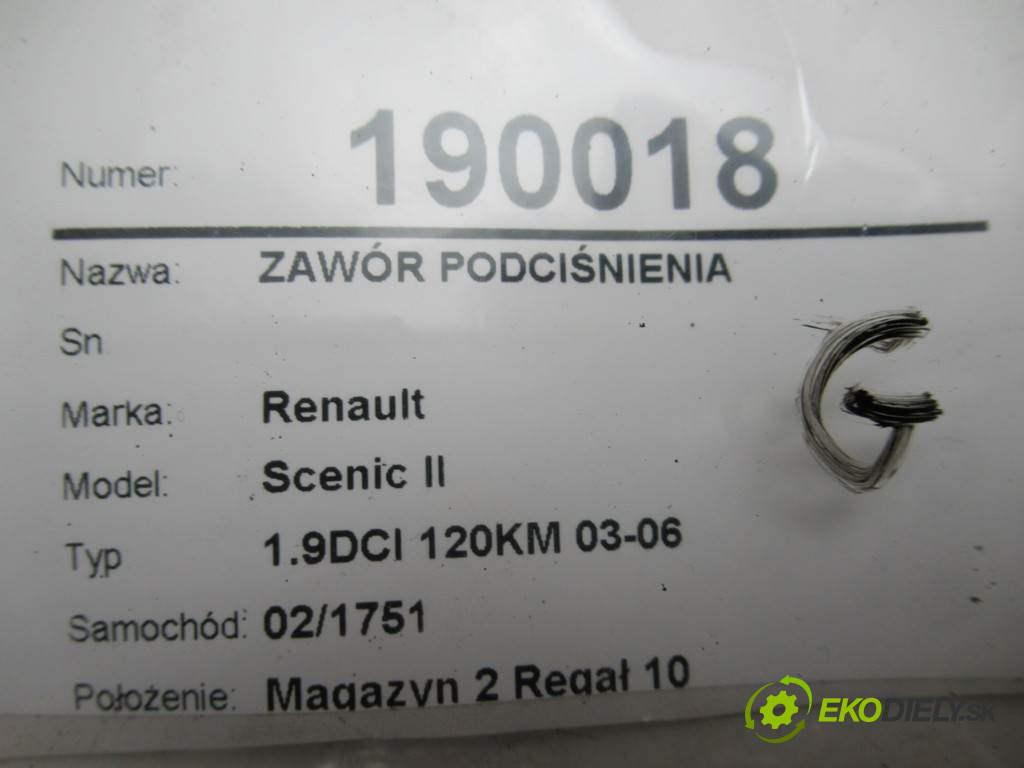 Numer: 190018
Nazwa: ZAWÓR PODCIŚNIENIA
Sn
G
Marka: Renault
Model: Scenic II
Typ 1.9DCI 120KM 03-06
Samochód: 02/1751
Położenie: Magazyn 2 Regał 10
EKODIELY.SK